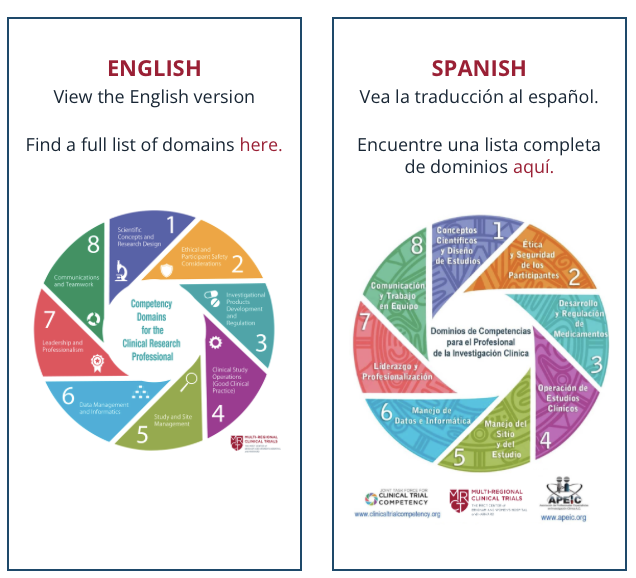 ENGLISH
View the English version
Find a full list of domains here.
1
Scientific
Concepts and
Research Design
2
Ethical and
Participant Safety
Considerations
3
Investigational
Products
Development
and
Regulation
4
Clinical Study
Operations
(Good Clinical
Practice)
5
Study and Site
Management
6
Data Management
and Informatics
7
Leadership and
Professionalism
8
Communications
and Teamwork
Competency
Domains
for the
Clinical Research
Professional
MULTI-REGIONAL
CLINICAL TRIALS
SPANISH
Vea la traducción al español.
Encuentre una lista completa
de dominios aquí.
1
Conceptos
Científicos
y Diseño
de Estudios
2
Etica
y Seguridad
de los
Participantes
3
Desarrollo
y Regulación
de
Medicamentos
4
Operación de
Estudios
Clínicos
5
Manejo del
Sitio
y del
Estudio
6
Manejo de
Datos e Informática
7
Liderazgo y
Profesionalización
8
Comunicación
y Trabajo
en Equipo
Dominios de Competencias
para el Profesional
de la Investigación Clínica
JOINT TASK FORCE FOR
CLINICAL TRIAL
COMPETENCY
www.clinicaltrialcompetency.org
MRCT
MULTI-REGIONAL
CLINICAL TRIALS
APEIC
www.apeic.org